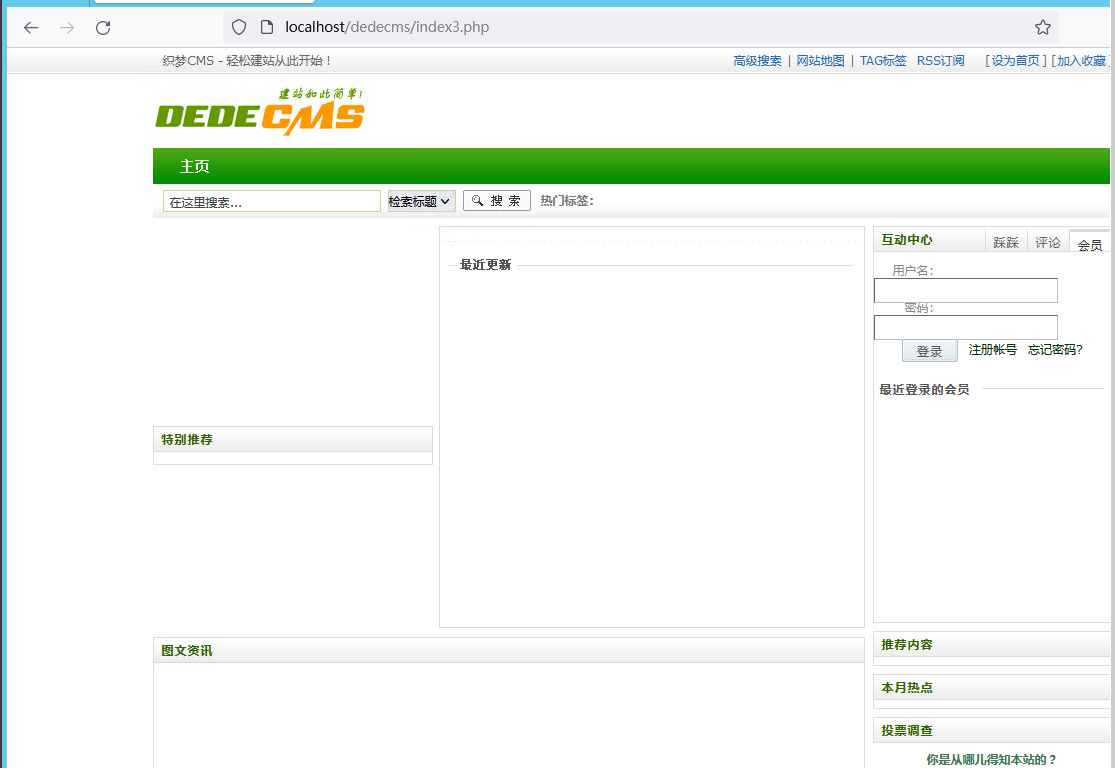 localhost/dedecms/index3.php
织梦CMS - 轻松建站从此开始！
高级搜索 | 网站地图 | TAG标签 RSS订阅 [设为首页] [加入收藏]
建站如此简单!
DEDECMS
主页
在这里搜索... 检索标题 搜 索 热门标签:
互动中心 踩踩 评论 会员
最近更新
用户名：
密码：
登录 注册帐号 忘记密码?
最近登录的会员
特别推荐
图文资讯
推荐内容
本月热点
投票调查
你是从哪儿得知本站的？